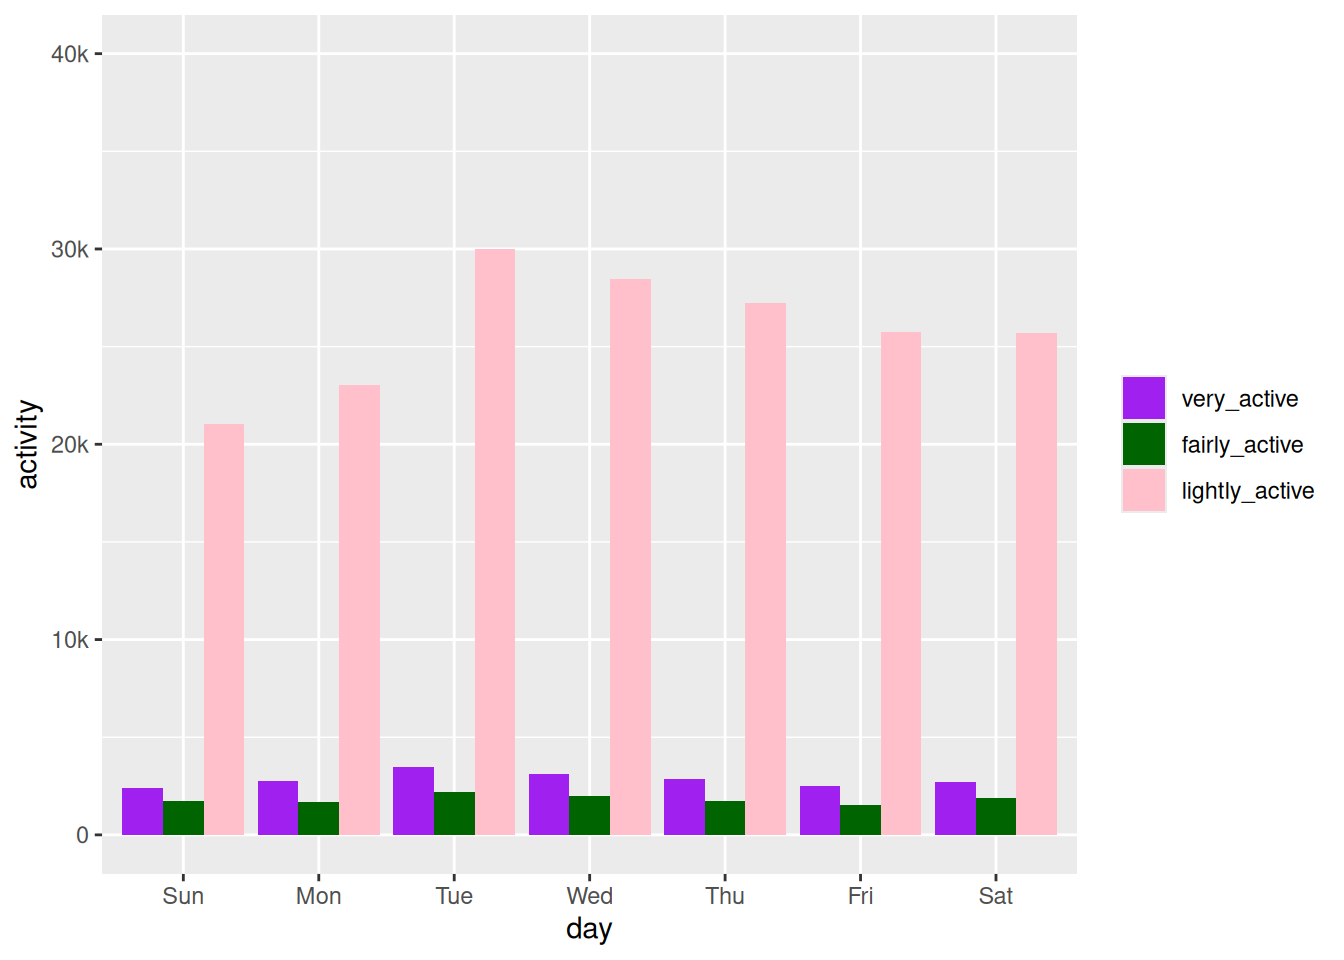 40k
30k
20k
10k
0
activity
Sun Mon Tue Wed Thu Fri Sat
day
very_active
fairly_active
lightly_active